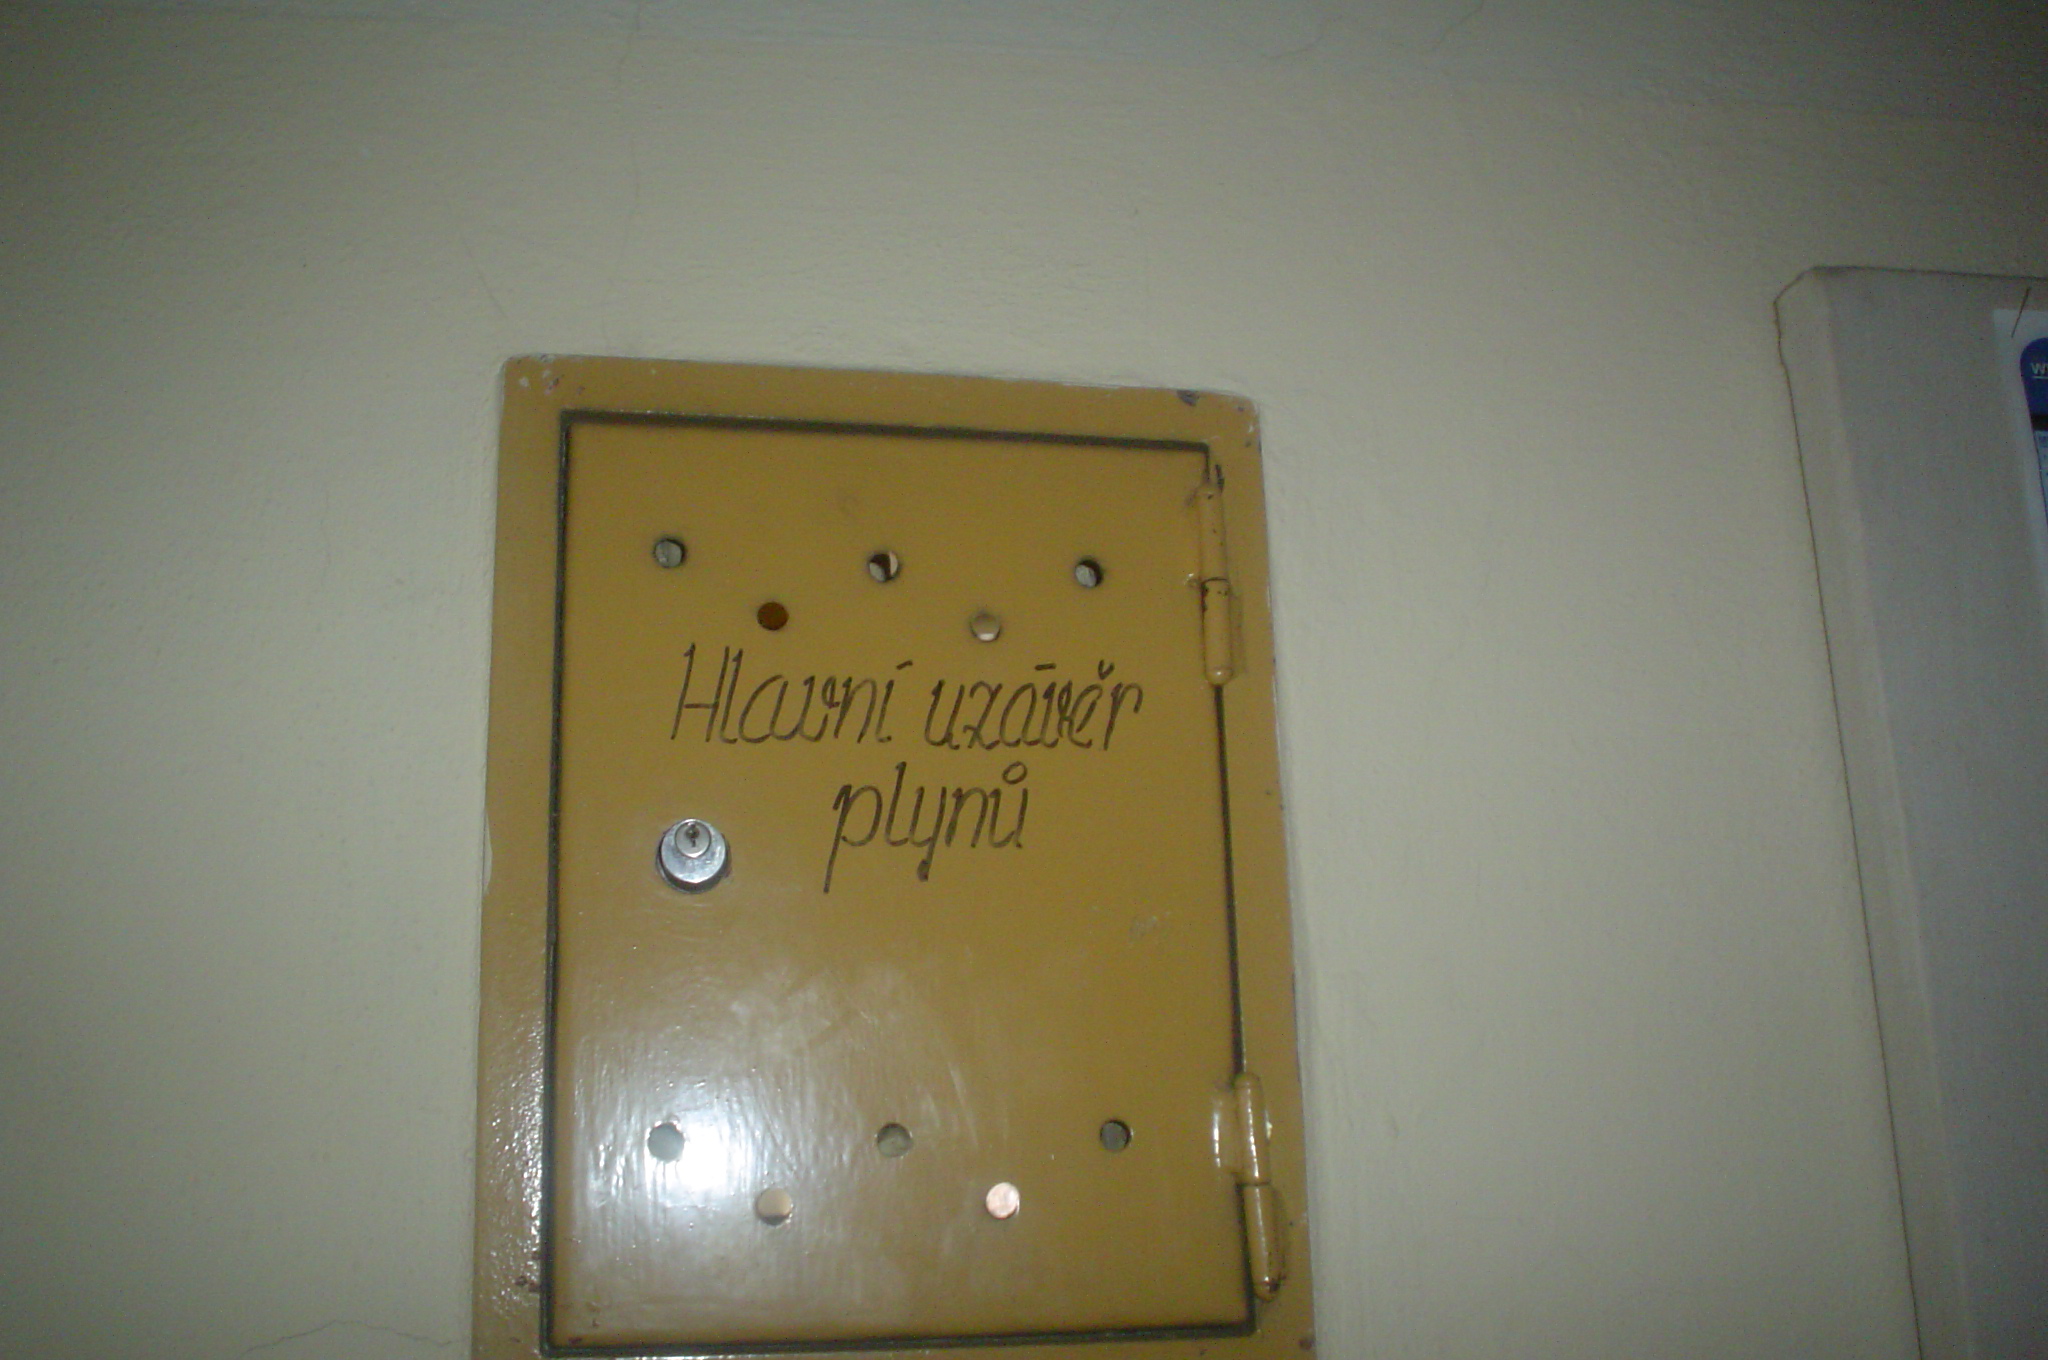 Hlavní uzávěr
plynů